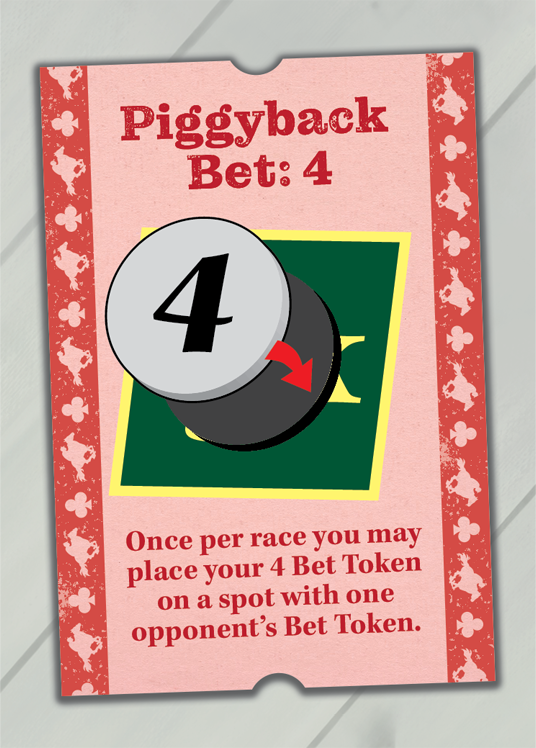 Piggyback
Bet: 4
4
Once per race you may
place your 4 Bet Token
on a spot with one
opponent's Bet Token.